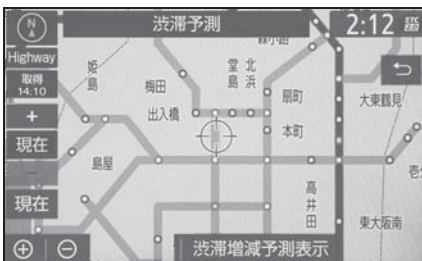 N
渋滞予測
2:12
Highway
取得
14:10
+
現在
現在
渋滞増減予測表示
姫島
梅田
堂島
北浜
扇町
大東鶴見
出入橋
本町
島屋
高井田
東大阪南